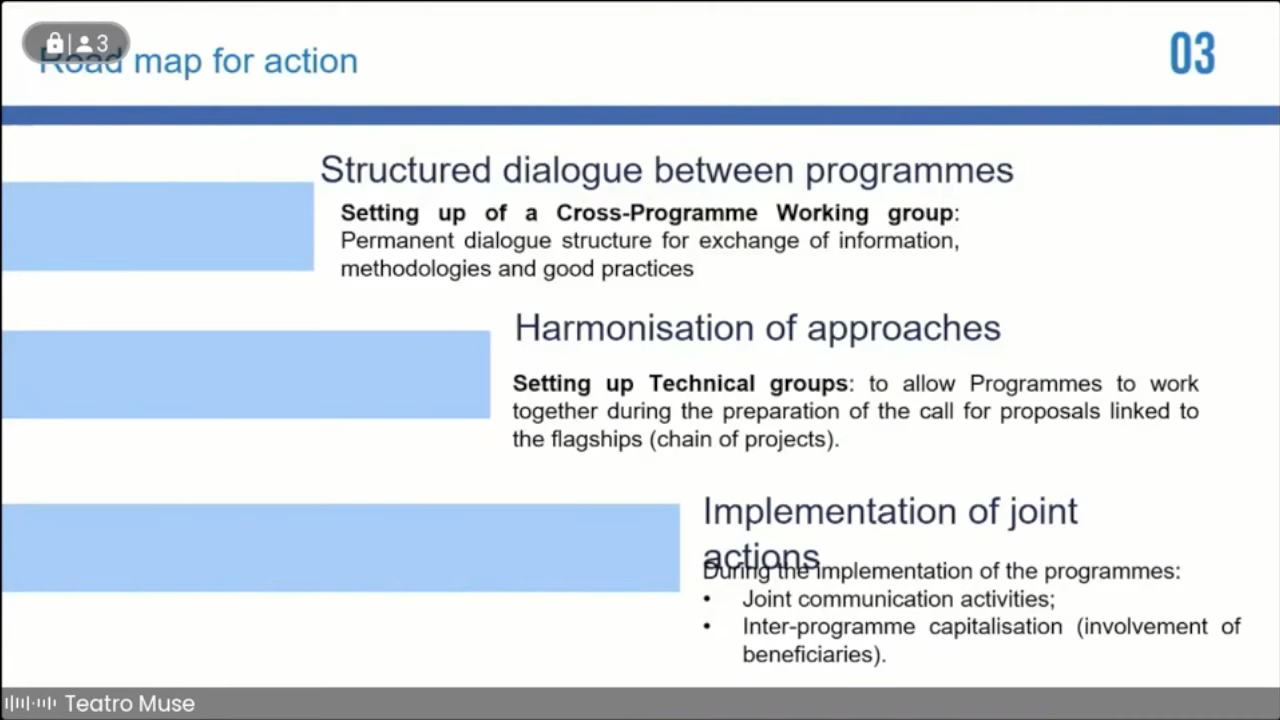 3
Road map for action
03
Structured dialogue between programmes
Setting up of a Cross-Programme Working group:
Permanent dialogue structure for exchange of information,
methodologies and good practices
Harmonisation of approaches
Setting up Technical groups: to allow Programmes to work
together during the preparation of the call for proposals linked to
the flagships (chain of projects).
Implementation of joint
actions
During the implementation of the programmes:
• Joint communication activities;
• Inter-programme capitalisation (involvement of
beneficiaries).
Teatro Muse